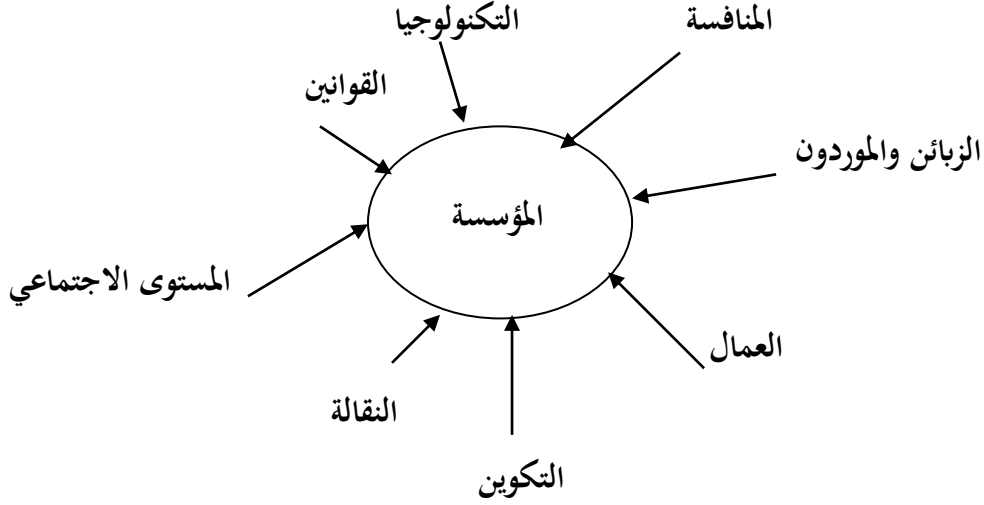 المنافسة
التكنولوجيا
القوانين
الزبائن والموردون
المؤسسة
المستوى الاجتماعي
العمال
النقالة
التكوين